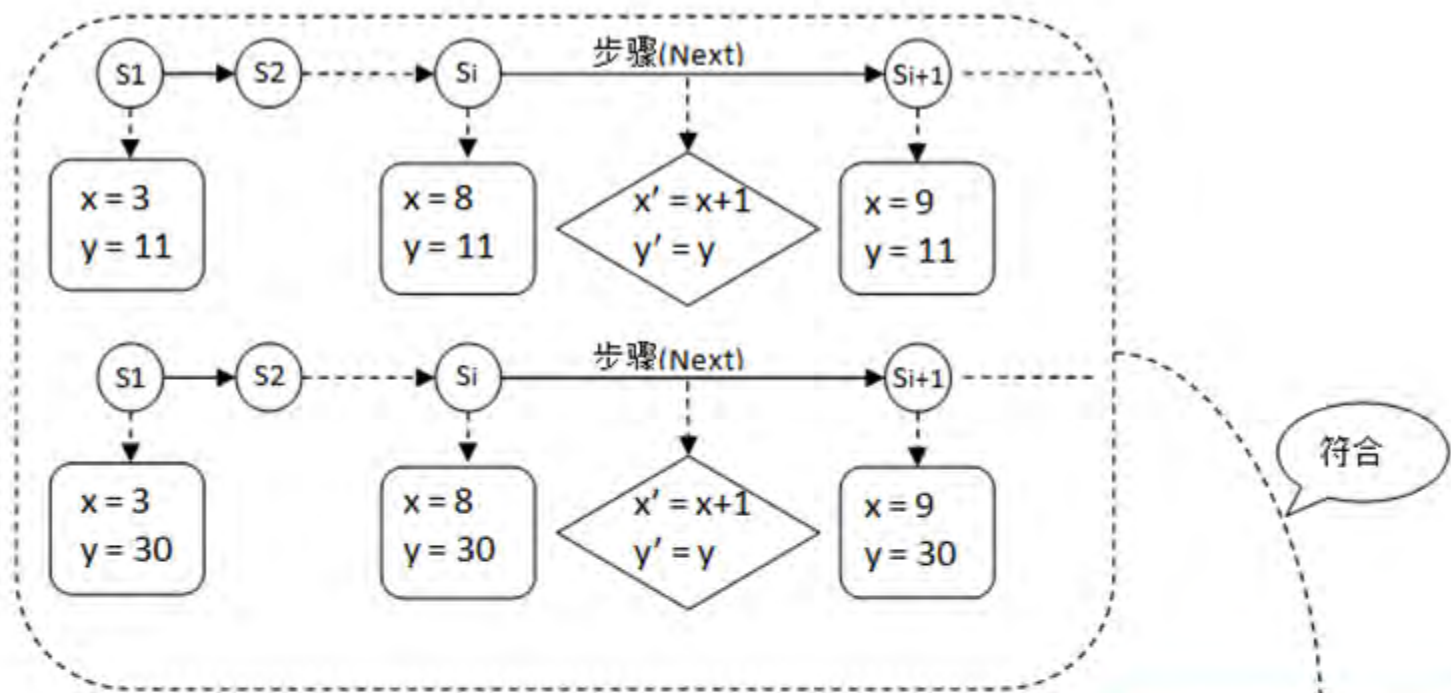 S1
S2
Si
步骤(Next)
Si+1
x = 3
y = 11
x = 8
y = 11
x′ = x+1
y′ = y
x = 9
y = 11
S1
S2
Si
步骤(Next)
Si+1
x = 3
y = 30
x = 8
y = 30
x′ = x+1
y′ = y
x = 9
y = 30
符合